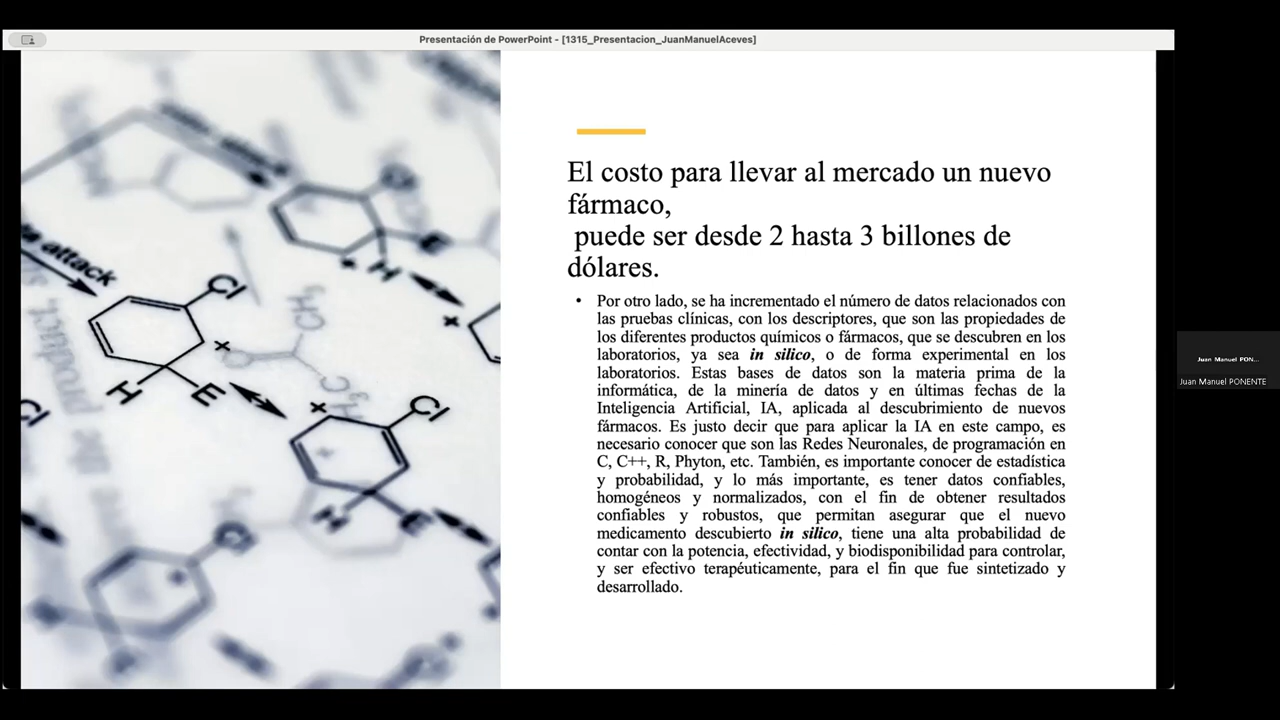 Presentación de PowerPoint - [1315_Presentacion_JuanManuelAceves]
ta attack
Cl
H
E
Cl
H
E
Cl
H
CH3
the product, s
El costo para llevar al mercado un nuevo
fármaco,
puede ser desde 2 hasta 3 billones de
dólares.
• Por otro lado, se ha incrementado el número de datos relacionados con
las pruebas clínicas, con los descriptores, que son las propiedades de
los diferentes productos químicos o fármacos, que se descubren en los
laboratorios, ya sea in silico, o de forma experimental en los
laboratorios. Estas bases de datos son la materia prima de la
informática, de la minería de datos y en últimas fechas de la
Inteligencia Artificial, IA, aplicada al descubrimiento de nuevos
fármacos. Es justo decir que para aplicar la IA en este campo, es
necesario conocer que son las Redes Neuronales, de programación en
C, C++, R, Phyton, etc. También, es importante conocer de estadística
y probabilidad, y lo más importante, es tener datos confiables,
homogéneos y normalizados, con el fin de obtener resultados
confiables y robustos, que permitan asegurar que el nuevo
medicamento descubierto in silico, tiene una alta probabilidad de
contar con la potencia, efectividad, y biodisponibilidad para controlar,
y ser efectivo terapéuticamente, para el fin que fue sintetizado y
desarrollado.
Juan Manuel PON...
Juan Manuel PONENTE